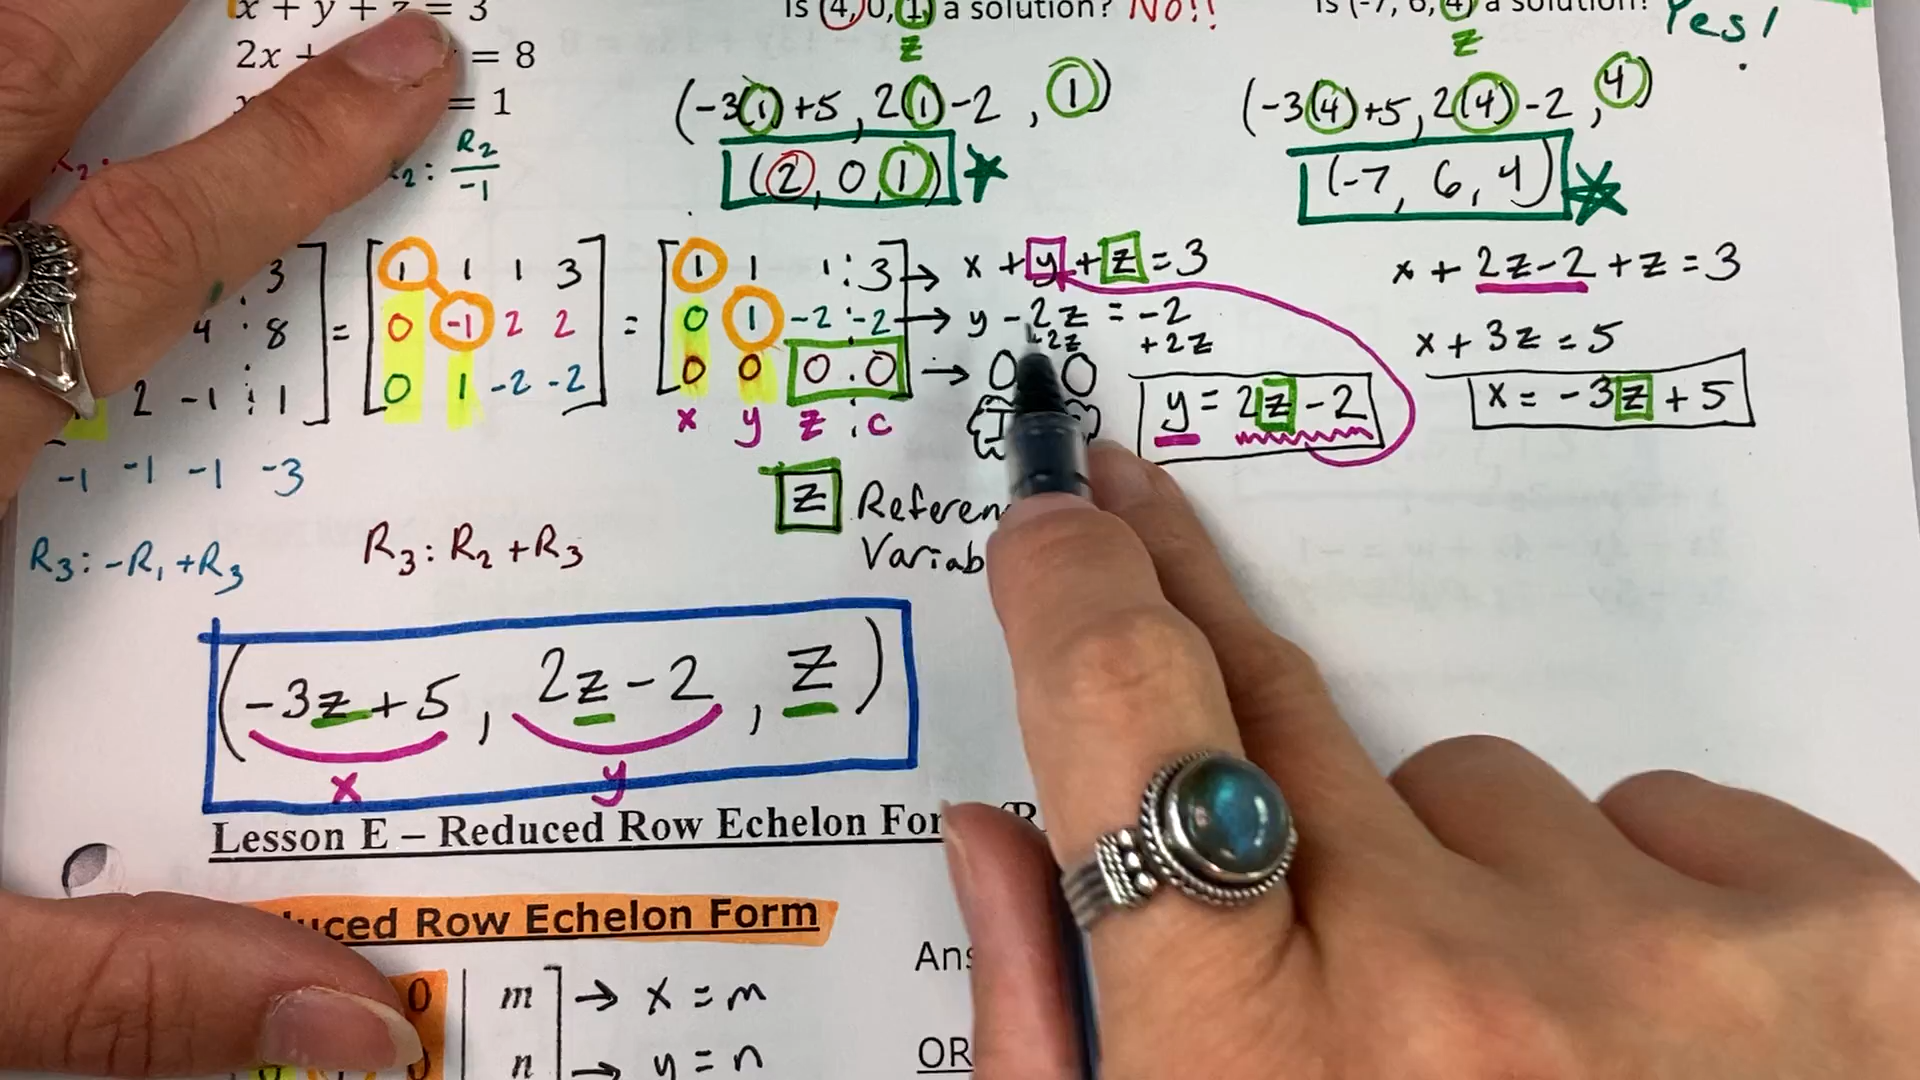 x + y + z = 3
2x + = 8
= 1
Is (4, 0, 1) a solution? No!!
z
(-3(1)+5, 2(1)-2, (1))
(2, 0, 1)
Is (-7, 6, 4) a solution? Yes!
z
(-3(4)+5, 2(4)-2, 4)
(-7, 6, 4)
R2:
R2: R2/-1
3
4 : 8
2 -1 : 1
-1 -1 -1 -3
= [1 1 1 3
0 -1 2 2
0 1 -2 -2]
= [1 1 1 : 3] → x + y + z = 3
0 1 -2 : -2 → y - 2z = -2
+2z +2z
0 0 0 : 0 → 0 0
x y z : c
y = 2z - 2
x + 2z - 2 + z = 3
x + 3z = 5
x = -3z + 5
z
R3: -R1 + R3
R3: R2 + R3
(-3z + 5, 2z - 2, z)
x y
Lesson E – Reduced Row Echelon
Row Echelon Form
0 | m → x = m
n → y = n
OR